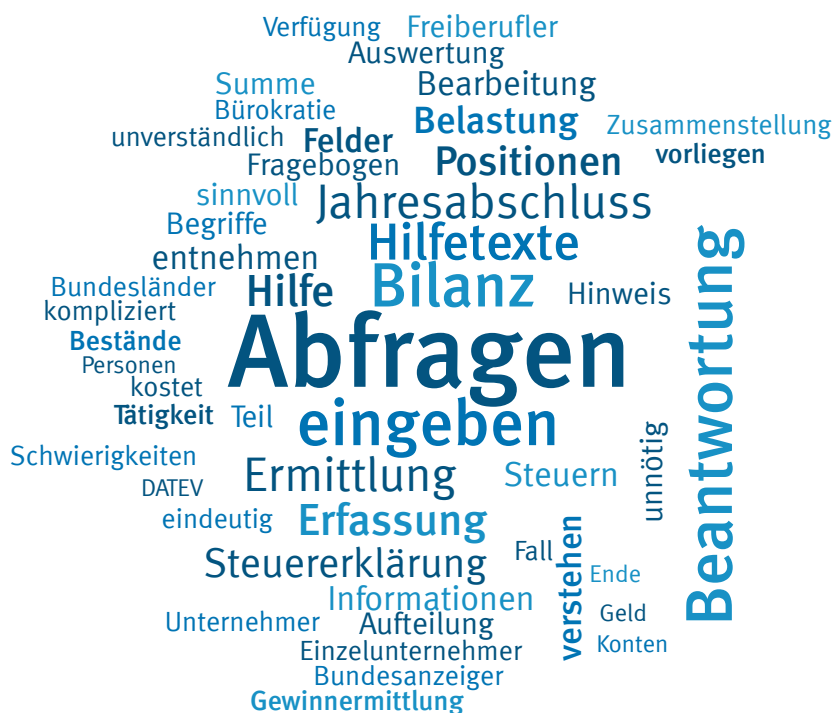 Verfügung Freiberufler
Auswertung
Summe Bearbeitung
Bürokratie Belastung Zusammenstellung
unverständlich Felder vorliegen
Fragebogen Positionen
sinnvoll Jahresabschluss
Begriffe Hilfetexte
entnehmen
Bundesländer Hilfe Bilanz Hinweis
kompliziert
Bestände Abfragen
Personen
kostet
Tätigkeit Teil eingeben
Beantwortung
Schwierigkeiten Ermittlung Steuern unnötig
DATEV
eindeutig Erfassung
Steuererklärung Fall verstehen
Ende
Informationen
Unternehmer Aufteilung Geld
Einzelunternehmer Konten
Bundesanzeiger
Gewinnermittlung